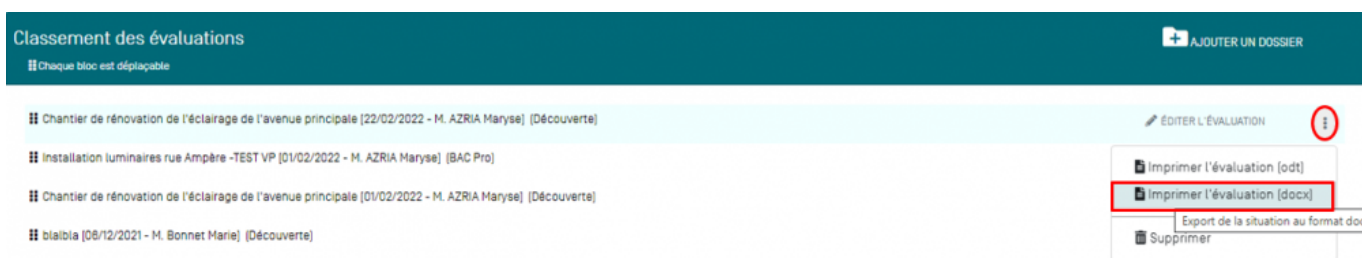 Classement des évaluations
AJOUTER UN DOSSIER
Chaque bloc est déplaçable
Chantier de rénovation de l'éclairage de l'avenue principale [22/02/2022 - M. AZRIA Maryse] (Découverte)
ÉDITER L'ÉVALUATION
Installation luminaires rue Ampère -TEST VP [01/02/2022 - M. AZRIA Maryse] (BAC Pro)
Imprimer l'évaluation (odt)
Chantier de rénovation de l'éclairage de l'avenue principale [01/02/2022 - M. AZRIA Maryse] (Découverte)
Imprimer l'évaluation (docx)
Export de la situation au format do
blalbla [06/12/2021 - M. Bonnet Marie] (Découverte)
Supprimer